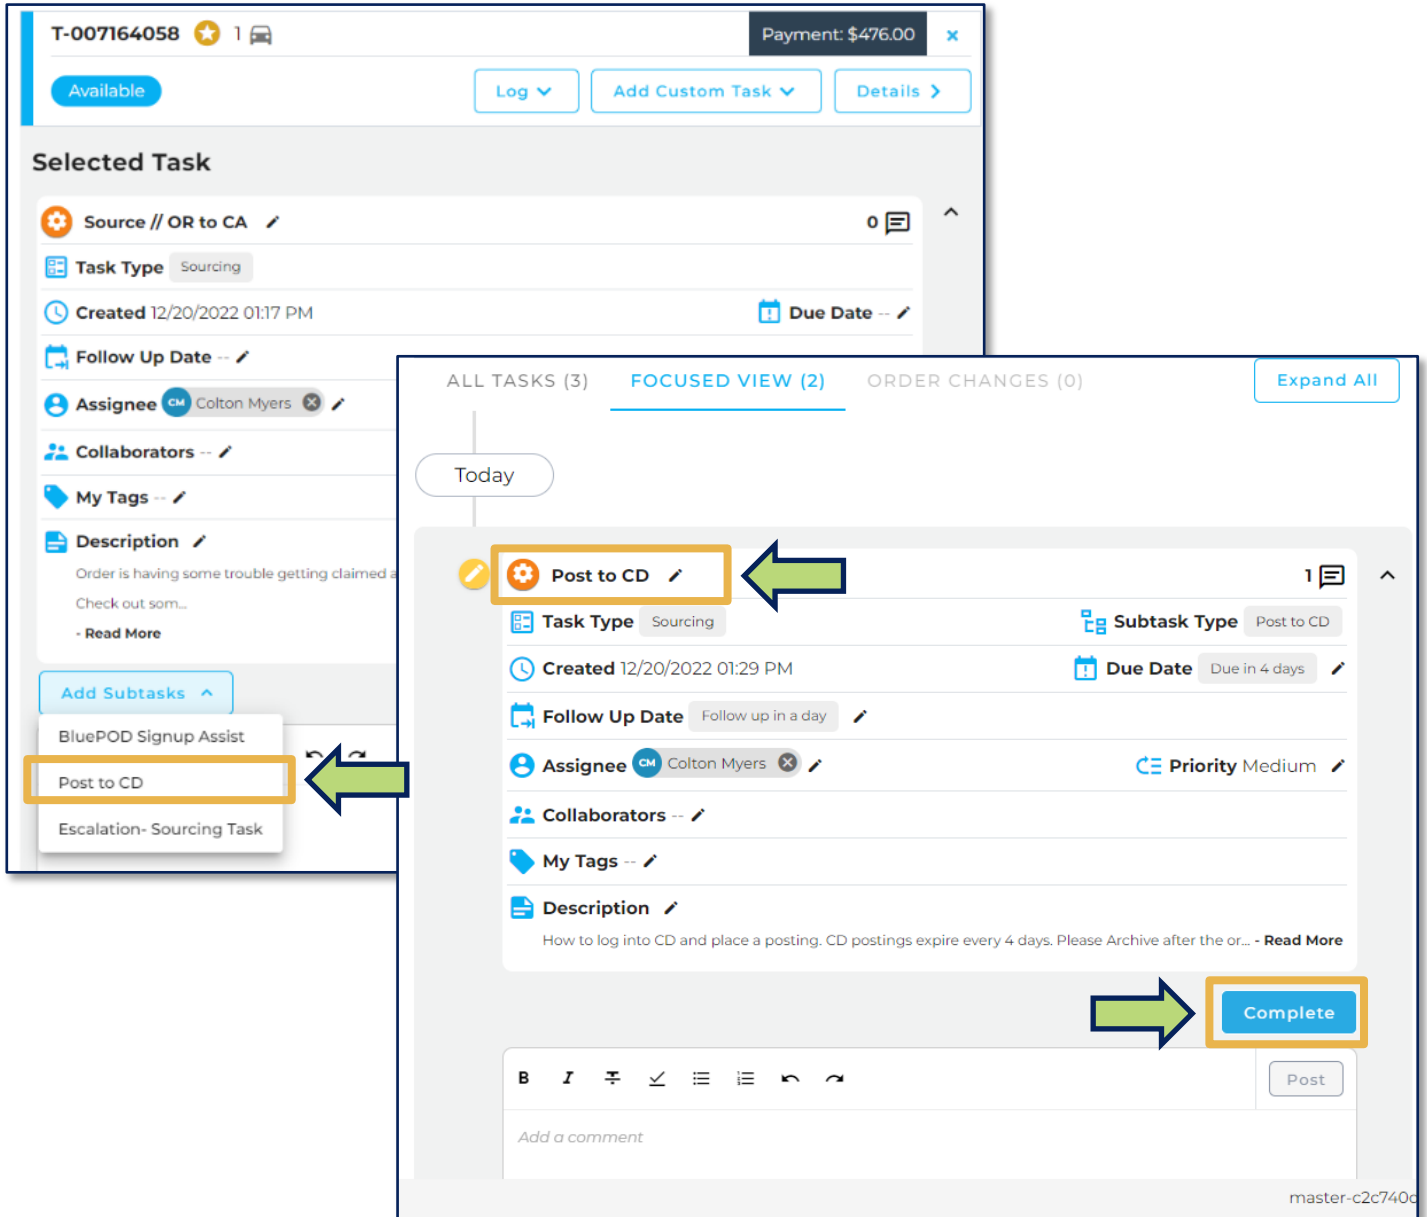 T-007164058 1
Payment: $476.00 ×
Available
Log
Add Custom Task
Details
Selected Task
Source // OR to CA
0
Task Type Sourcing
Created 12/20/2022 01:17 PM
Due Date --
Follow Up Date --
Assignee CM Colton Myers
Collaborators --
My Tags --
Description
Order is having some trouble getting claimed a
Check out som...
- Read More
Add Subtasks
BluePOD Signup Assist
Post to CD
Escalation- Sourcing Task
ALL TASKS (3) FOCUSED VIEW (2) ORDER CHANGES (0)
Expand All
Today
Post to CD
1
Task Type Sourcing
Subtask Type Post to CD
Created 12/20/2022 01:29 PM
Due Date Due in 4 days
Follow Up Date Follow up in a day
Assignee CM Colton Myers
Priority Medium
Collaborators --
My Tags --
Description
How to log into CD and place a posting. CD postings expire every 4 days. Please Archive after the or... - Read More
Complete
B I T
Post
Add a comment
master-c2c740c